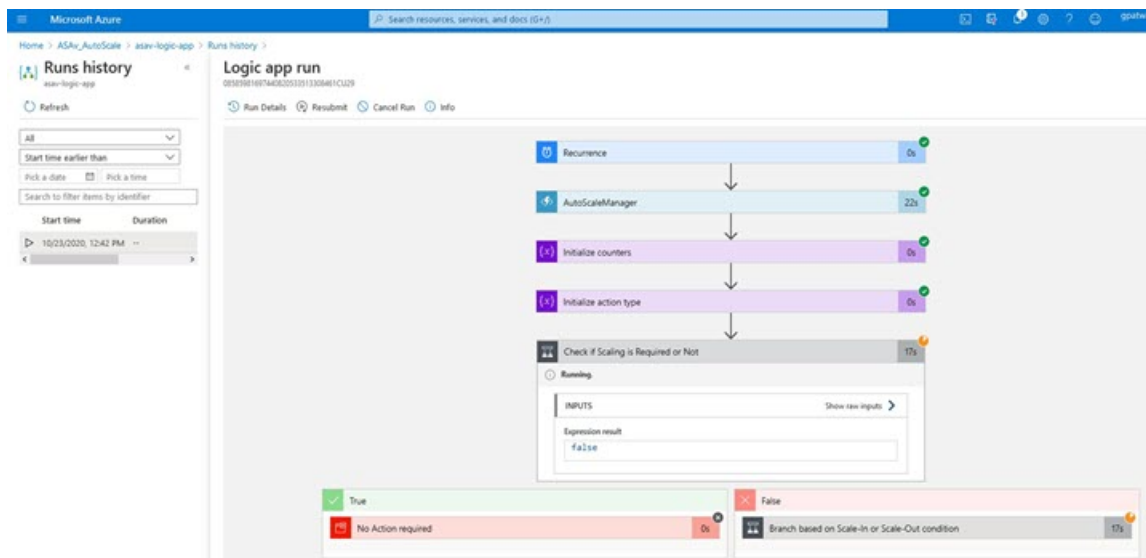 Microsoft Azure
Search resources, services, and docs (G+/)
Home > ASAv_AutoScale > asav-logic-app > Runs history >
Runs history
asav-logic-app
Refresh
All
Start time earlier than
Pick a date
Pick a time
Search to filter items by identifier
Start time Duration
10/23/2020, 12:42 PM --
Logic app run
Run Details Resubmit Cancel Run Info
Recurrence 0s
AutoScaleManager 22s
Initialize counters 0s
Initialize action type 0s
Check if Scaling is Required or Not 17s
Running.
INPUTS Show raw inputs
Expression result
false
True
No Action required 0s
False
Branch based on Scale-In or Scale-Out condition 17s